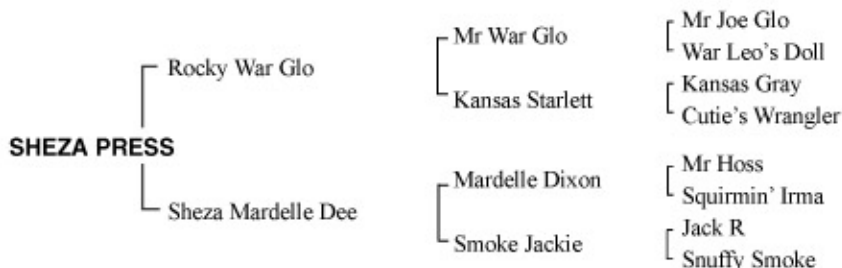 Mr Joe Glo
Mr War Glo
War Leo's Doll
Rocky War Glo
Kansas Gray
Kansas Starlett
Cutie's Wrangler
SHEZA PRESS
Mr Hoss
Mardelle Dixon
Squirmin' Irma
Sheza Mardelle Dee
Jack R
Smoke Jackie
Snuffy Smoke